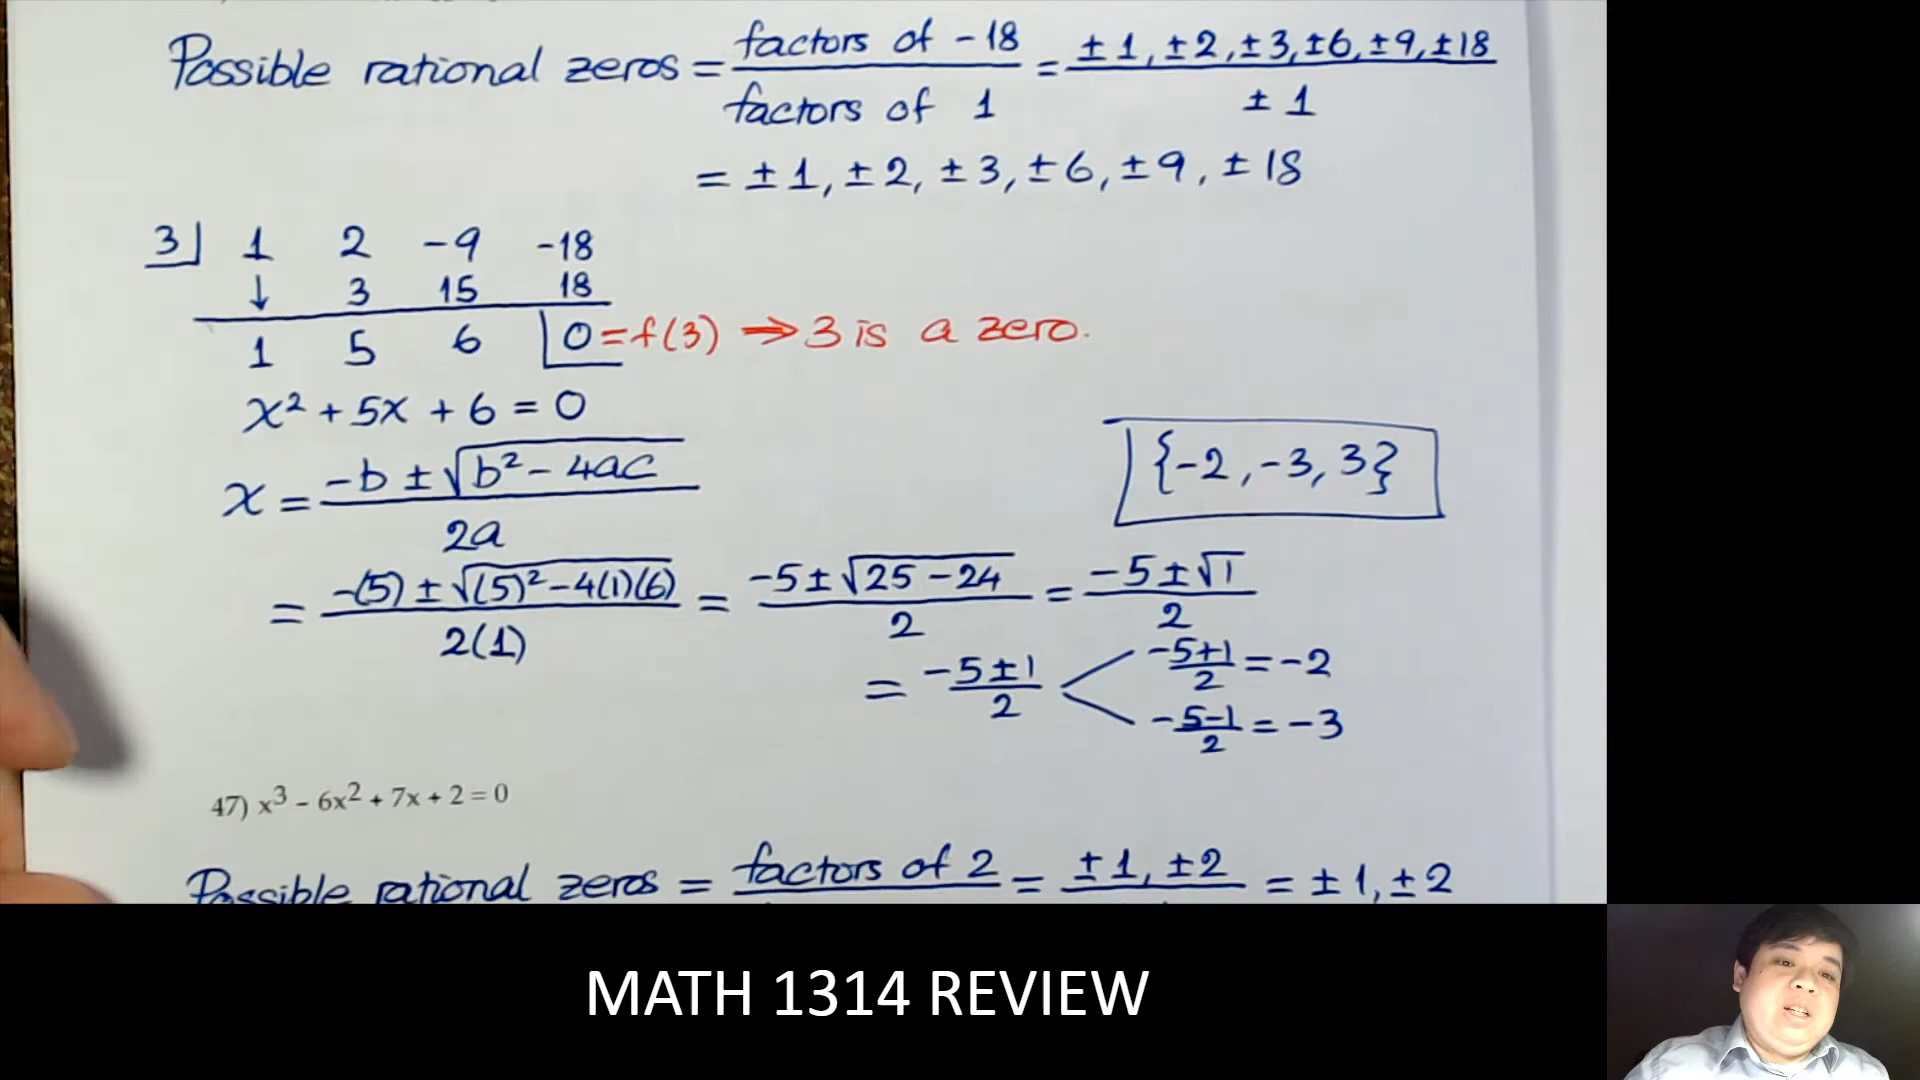 Possible rational zeros = factors of -18 / factors of 1 = ±1, ±2, ±3, ±6, ±9, ±18 / ±1
= ±1, ±2, ±3, ±6, ±9, ±18
3 1 2 -9 -18
↓ 3 15 18
1 5 6 0 = f(3) ⇒ 3 is a zero.
x² + 5x + 6 = 0
x = -b ± √b² - 4ac / 2a
{-2, -3, 3}
= -(5) ± √(5)² - 4(1)(6) / 2(1) = -5 ± √25 - 24 / 2 = -5 ± √1 / 2
= -5 ± 1 / 2
-5+1 / 2 = -2
-5-1 / 2 = -3
47) x³ - 6x² + 7x + 2 = 0
Possible rational zeros = factors of 2 = ±1, ±2 = ±1, ±2
MATH 1314 REVIEW